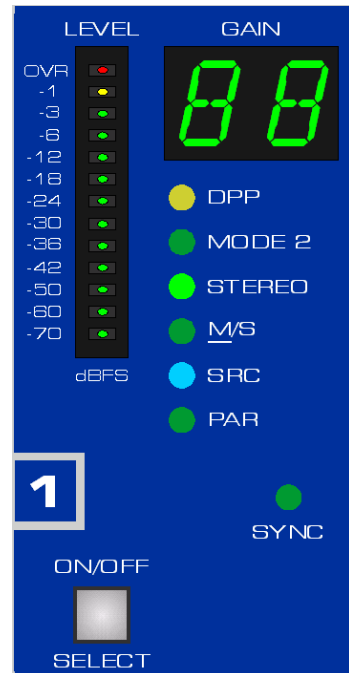 LEVEL GAIN
OVR
-1
-3
-6
-12
-18
-24
-30
-36
-42
-50
-60
-70
dBFS
88
DPP
MODE 2
STEREO
M/S
SRC
PAR
1
SYNC
ON/OFF
SELECT